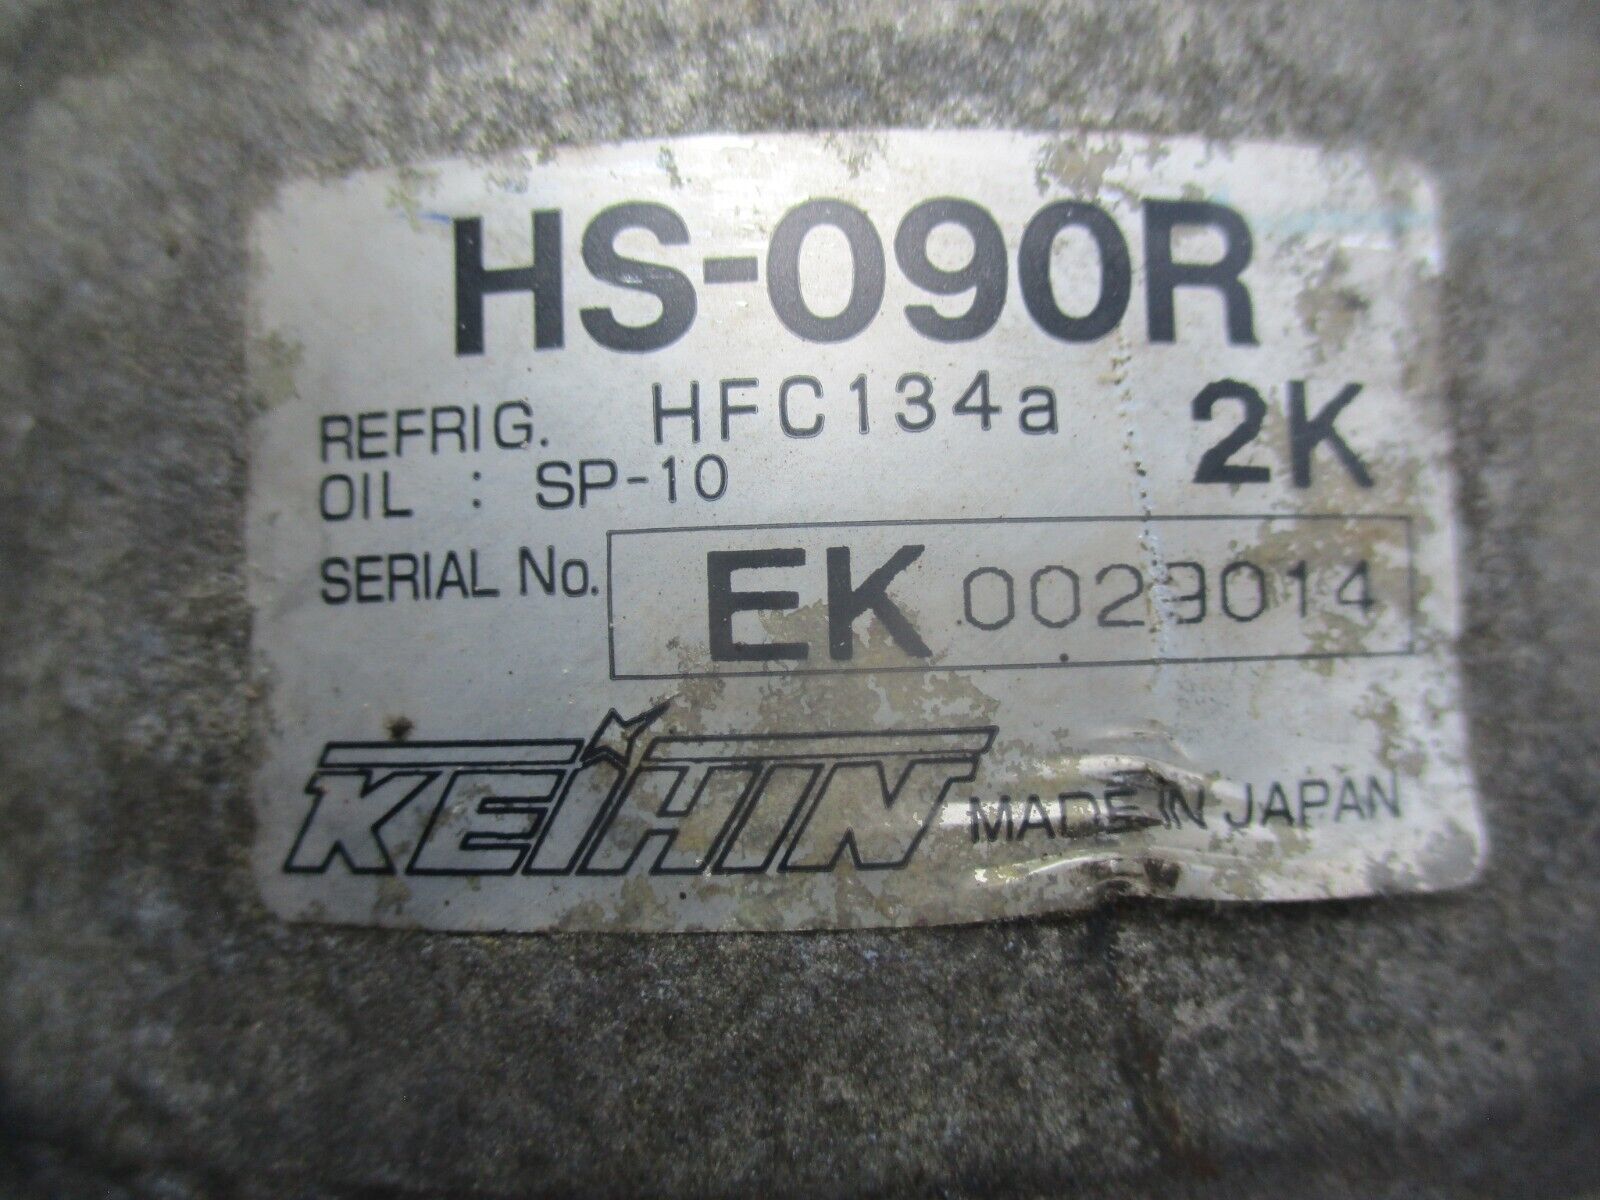 HS-090R
REFRIG. HFC134a 2K
OIL : SP-10
SERIAL No. EK 0029014
KEIHIN MADE IN JAPAN